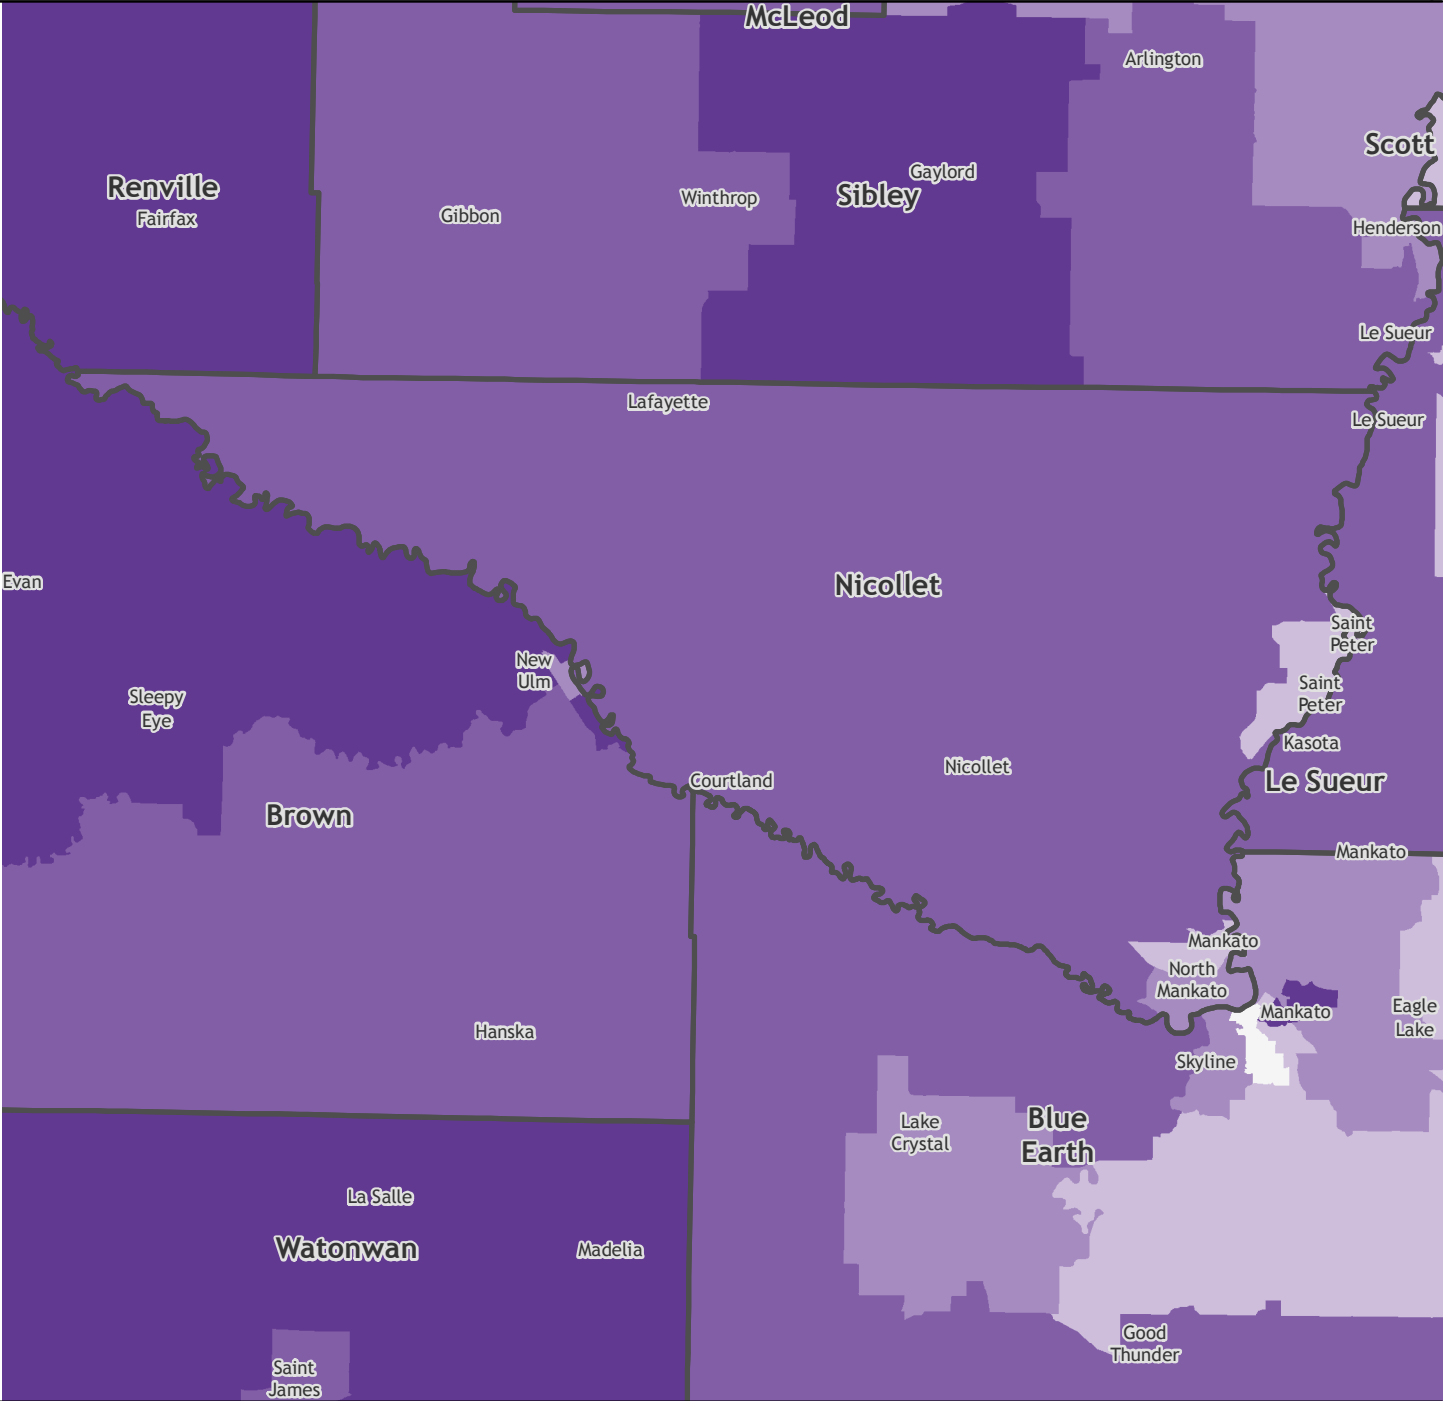 McLeod
Arlington
Scott
Renville
Fairfax
Gibbon
Winthrop
Gaylord
Sibley
Henderson
Le Sueur
Lafayette
Le Sueur
Evan
Nicollet
Saint
Peter
New
Ulm
Sleepy
Eye
Saint
Peter
Kasota
Nicollet
Courtland
Le Sueur
Brown
Mankato
Mankato
North
Mankato
Mankato
Eagle
Lake
Hanska
Skyline
Lake
Crystal
Blue
Earth
La Salle
Watonwan
Madelia
Good
Thunder
Saint
James